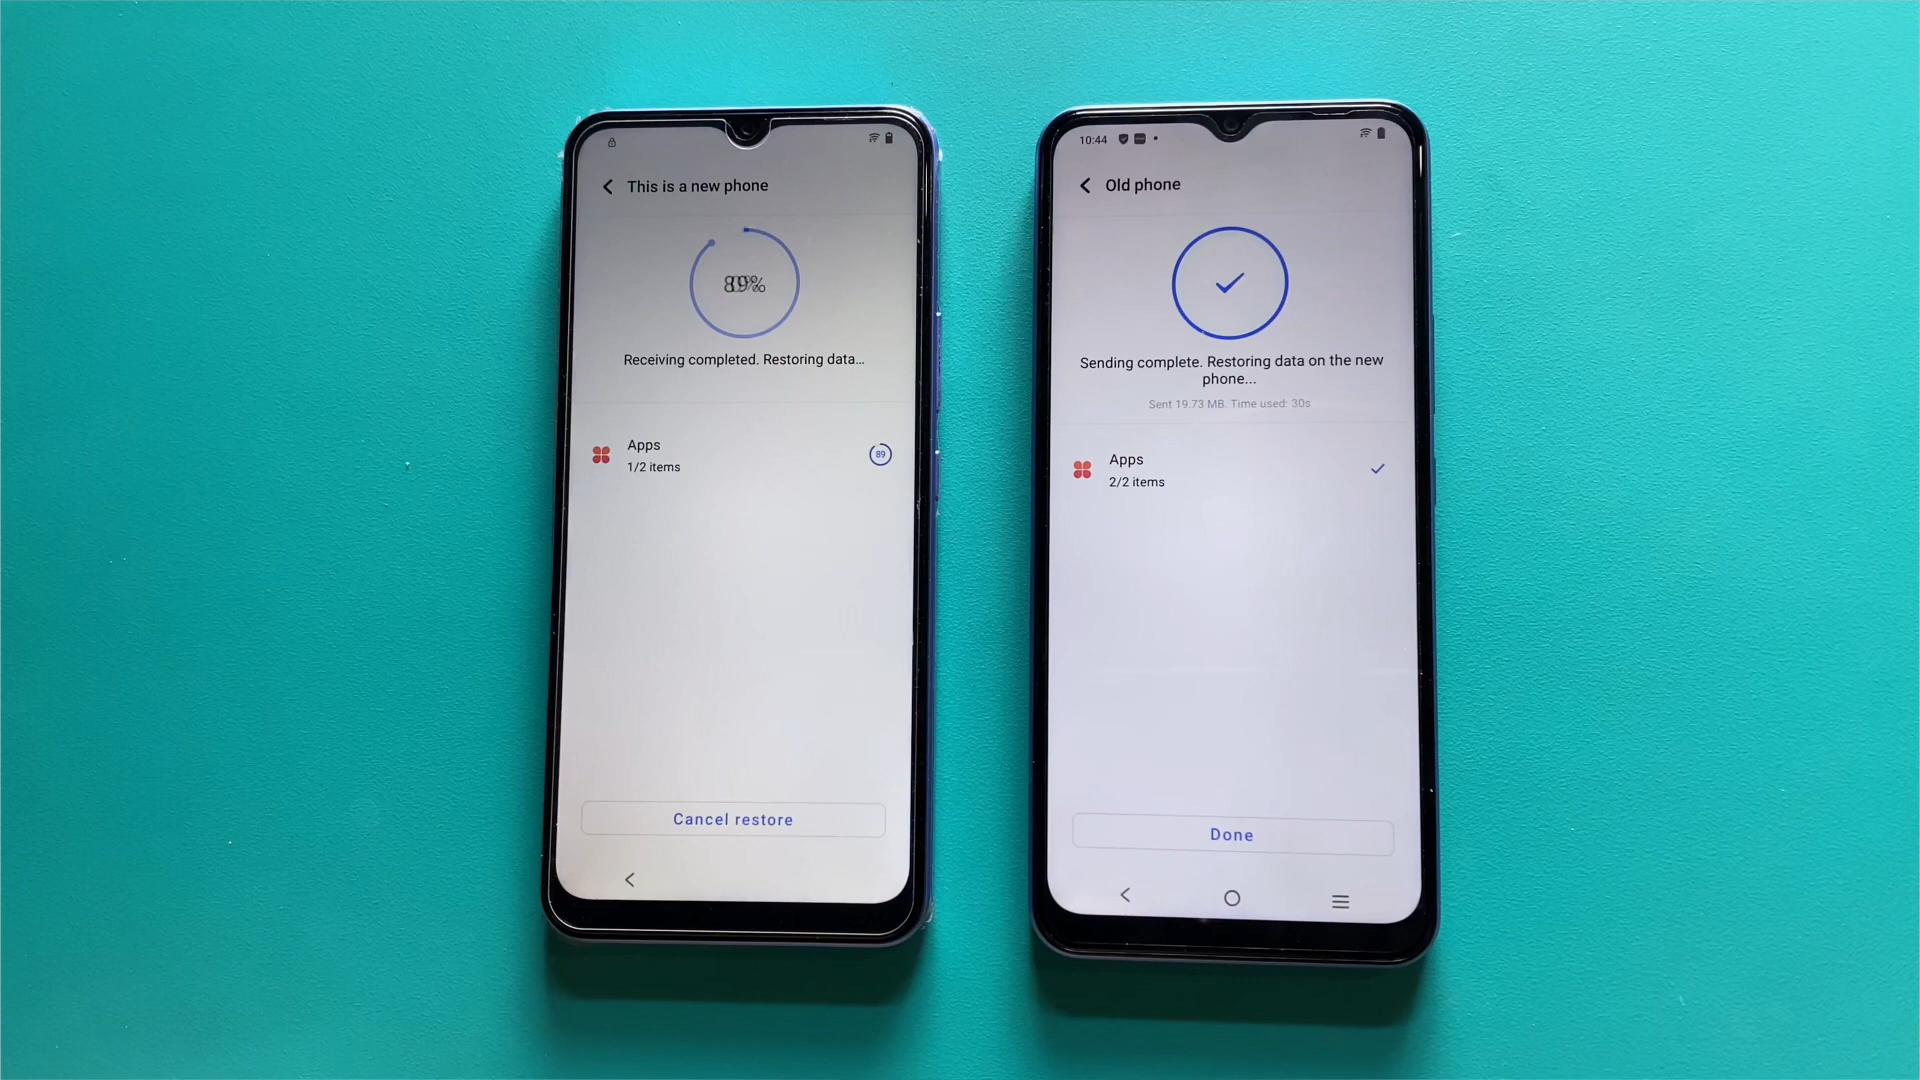 This is a new phone
Receiving completed. Restoring data...
Apps
89
1/2 items
Cancel restore
10:44
Old phone
Sending complete. Restoring data on the new
phone...
Sent 19.73 MB. Time used: 30s
Apps
2/2 items
Done